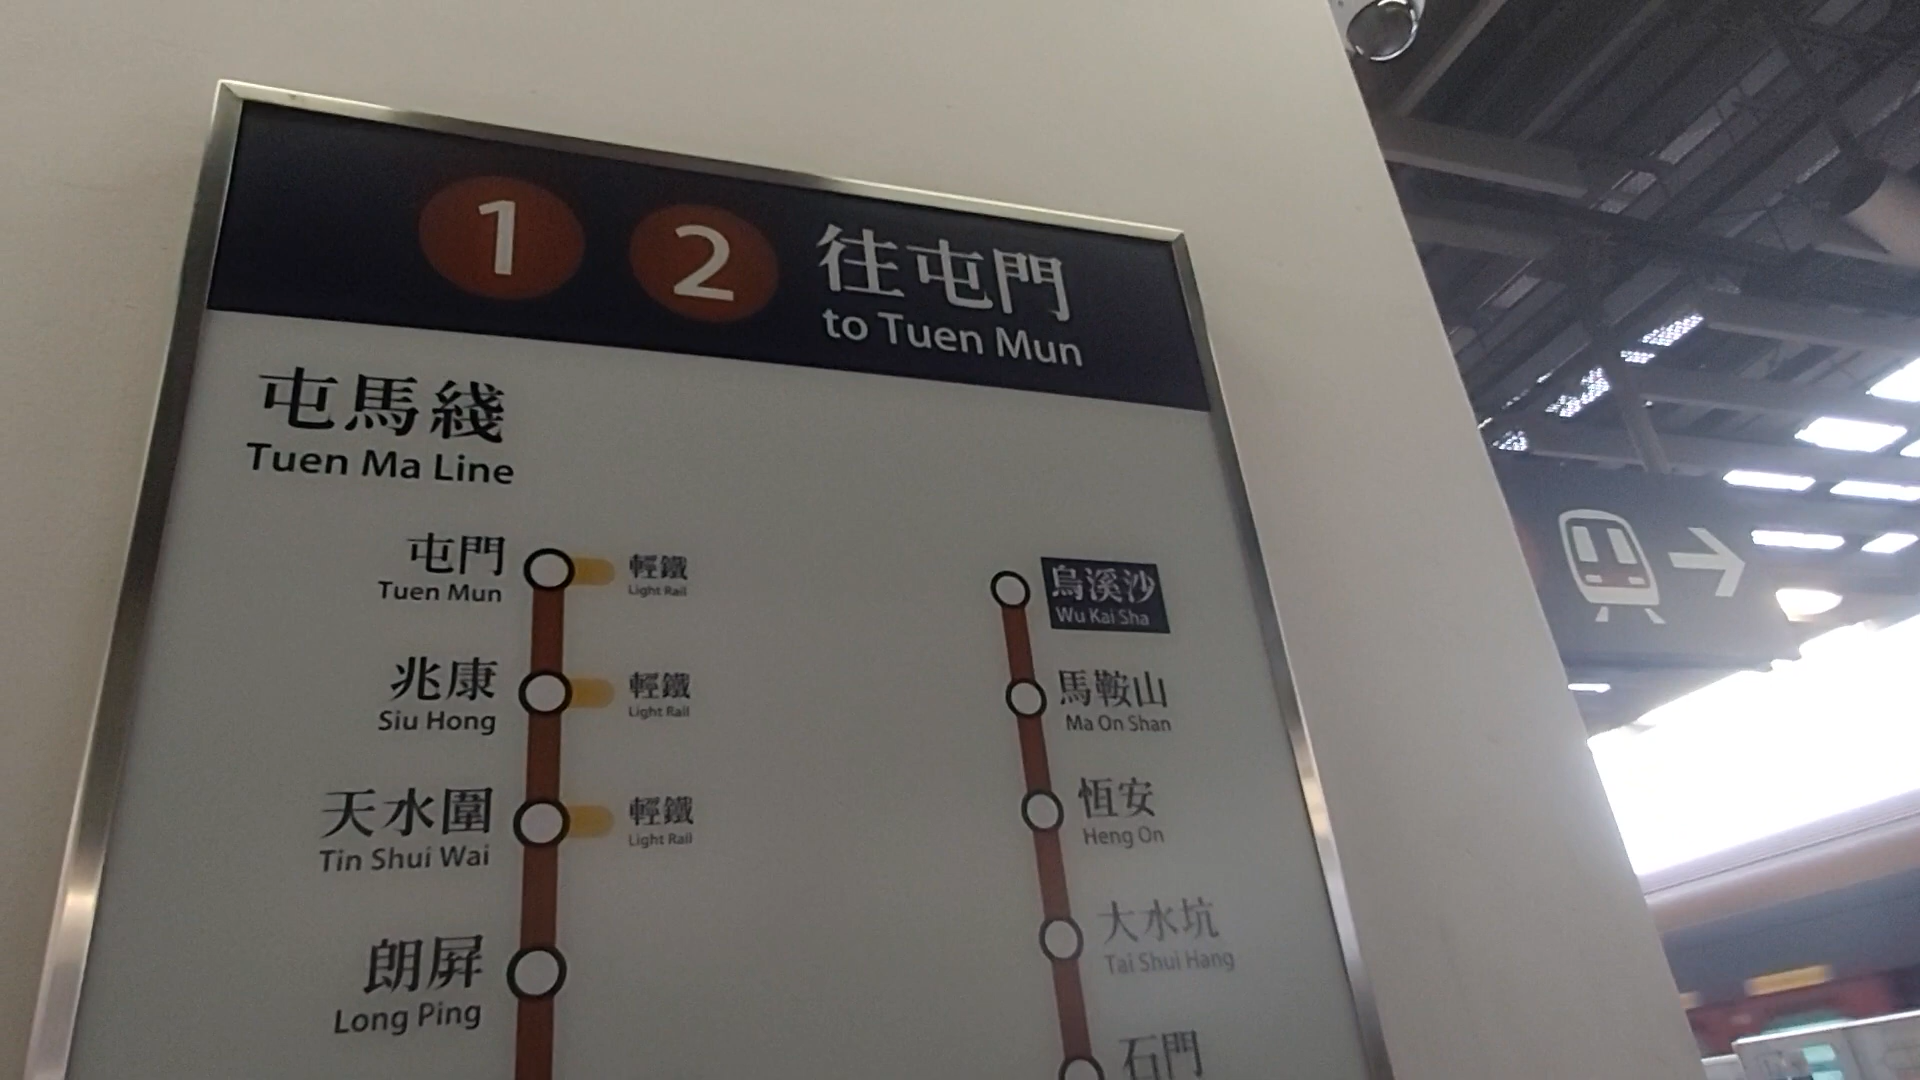 1 2 往屯門
to Tuen Mun
屯馬綫
Tuen Ma Line
屯門
Tuen Mun
輕鐵
Light Rail
兆康
Siu Hong
輕鐵
Light Rail
天水圍
Tin Shui Wai
輕鐵
Light Rail
朗屏
Long Ping
烏溪沙
Wu Kai Sha
馬鞍山
Ma On Shan
恆安
Heng On
大水坑
Tai Shui Hang
石門